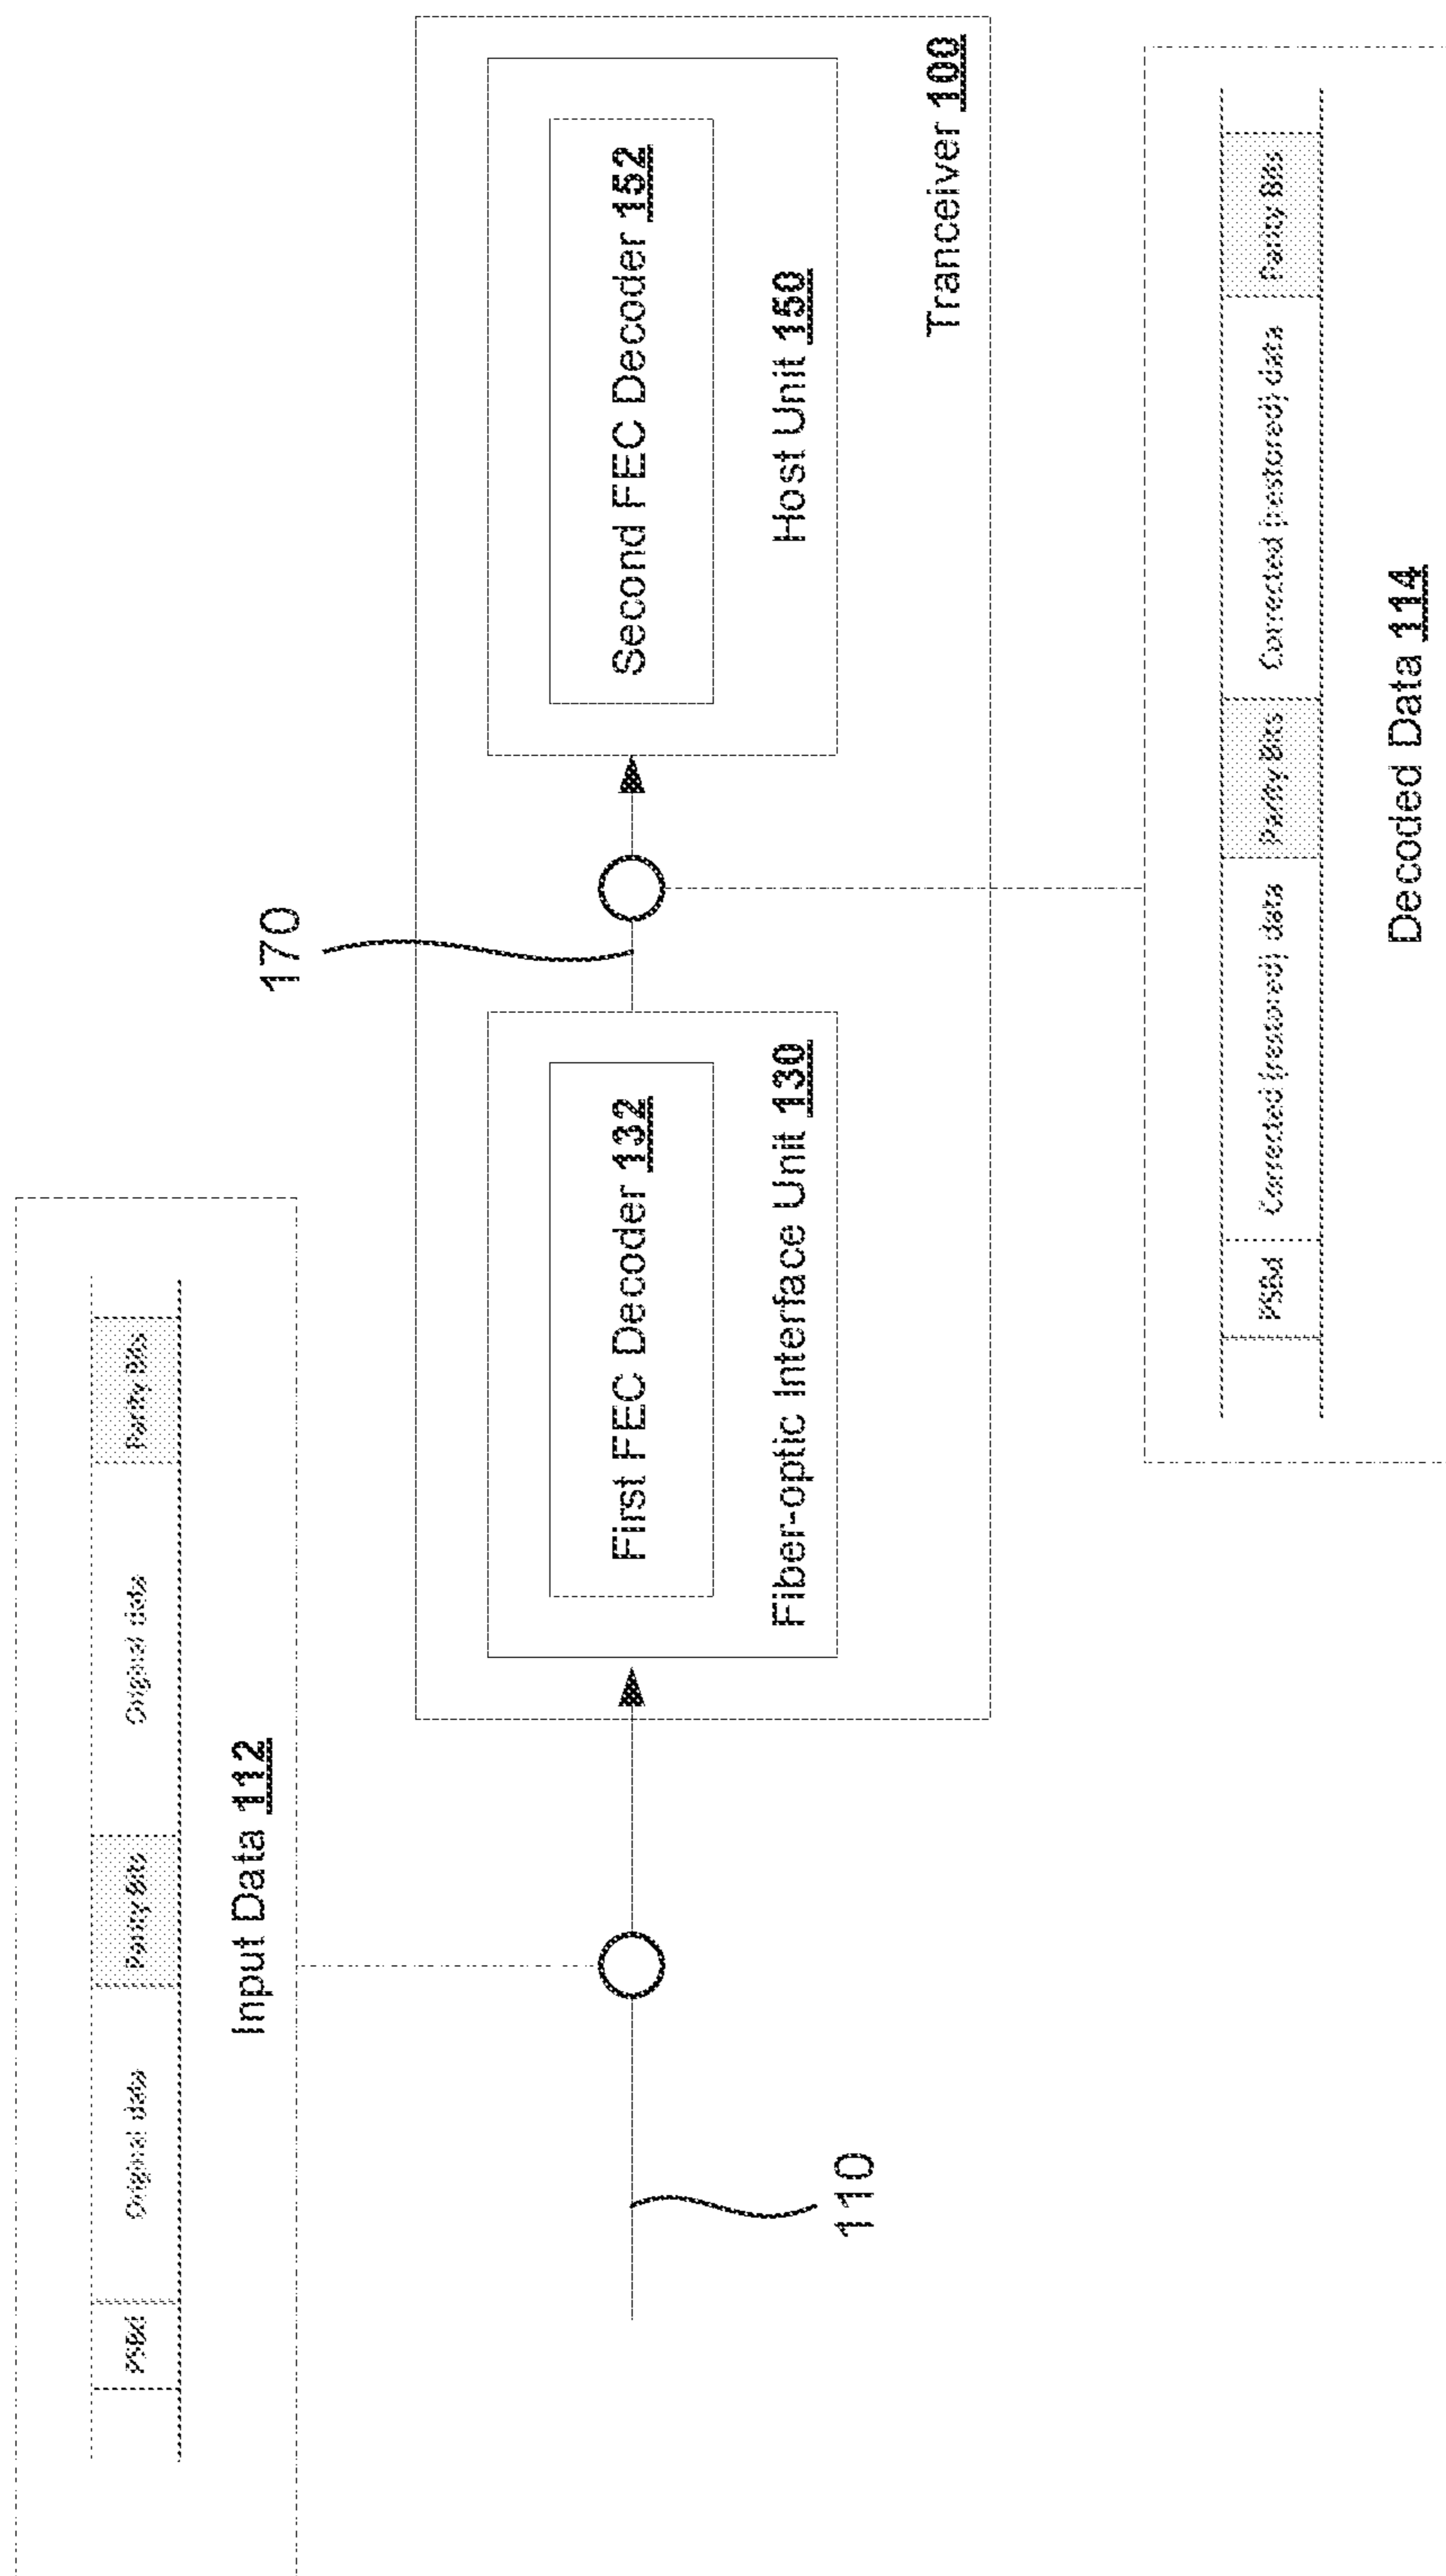 PSBd
Original data
Parity Bits
Original data
Parity Bits
Input Data 112
170
110
First FEC Decoder 132
Fiber-optic Interface Unit 130
Second FEC Decoder 152
Host Unit 150
Tranceiver 100
PSBd
Corrected (restored) data
Parity Bits
Corrected (restored) data
Parity Bits
Decoded Data 114